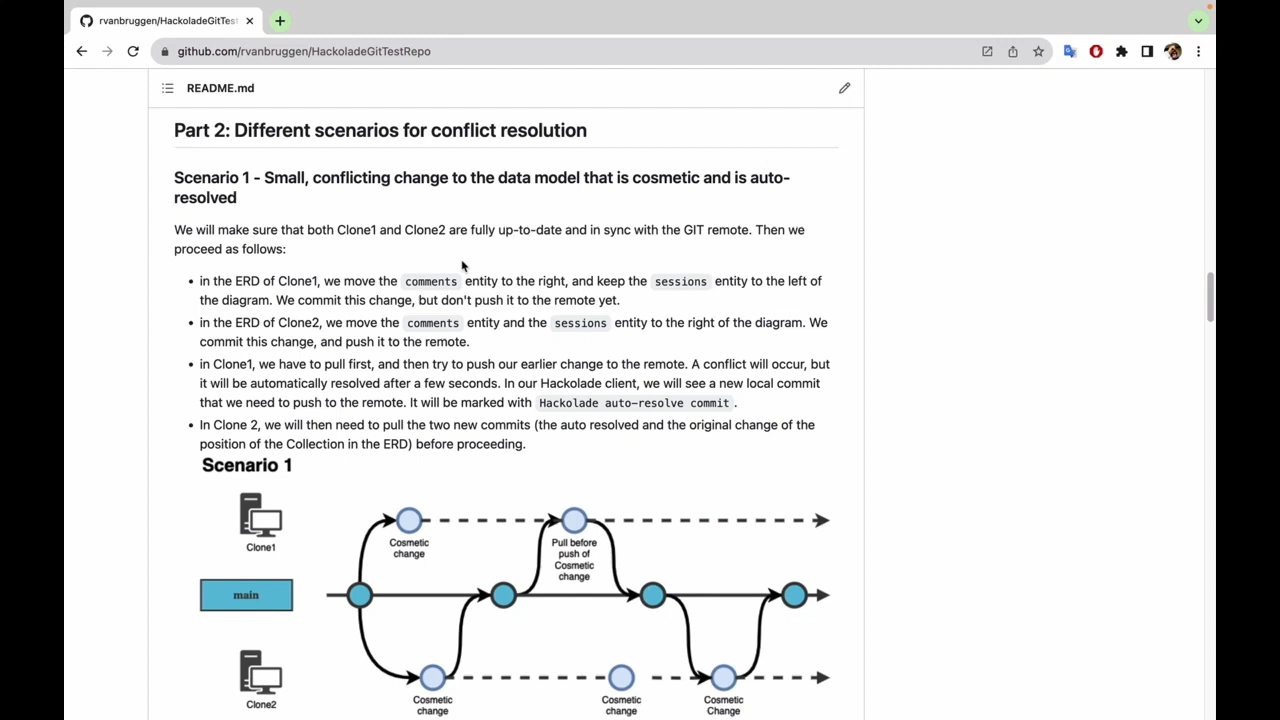 rvanbruggen/HackoladeGitTest
github.com/rvanbruggen/HackoladeGitTestRepo
README.md
Part 2: Different scenarios for conflict resolution
Scenario 1 - Small, conflicting change to the data model that is cosmetic and is auto-
resolved
We will make sure that both Clone1 and Clone2 are fully up-to-date and in sync with the GIT remote. Then we
proceed as follows:
• in the ERD of Clone1, we move the comments entity to the right, and keep the sessions entity to the left of
the diagram. We commit this change, but don't push it to the remote yet.
• in the ERD of Clone2, we move the comments entity and the sessions entity to the right of the diagram. We
commit this change, and push it to the remote.
• in Clone1, we have to pull first, and then try to push our earlier change to the remote. A conflict will occur, but
it will be automatically resolved after a few seconds. In our Hackolade client, we will see a new local commit
that we need to push to the remote. It will be marked with Hackolade auto-resolve commit.
• In Clone 2, we will then need to pull the two new commits (the auto resolved and the original change of the
position of the Collection in the ERD) before proceeding.
Scenario 1
Clone1
Cosmetic
change
Pull before
push of
Cosmetic
change
main
Clone2
Cosmetic
change
Cosmetic
change
Cosmetic
Change